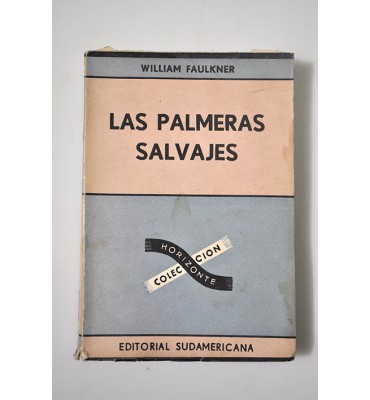 WILLIAM FAULKNER
LAS PALMERAS
SALVAJES
HORIZONTE
COLECCION
EDITORIAL SUDAMERICANA